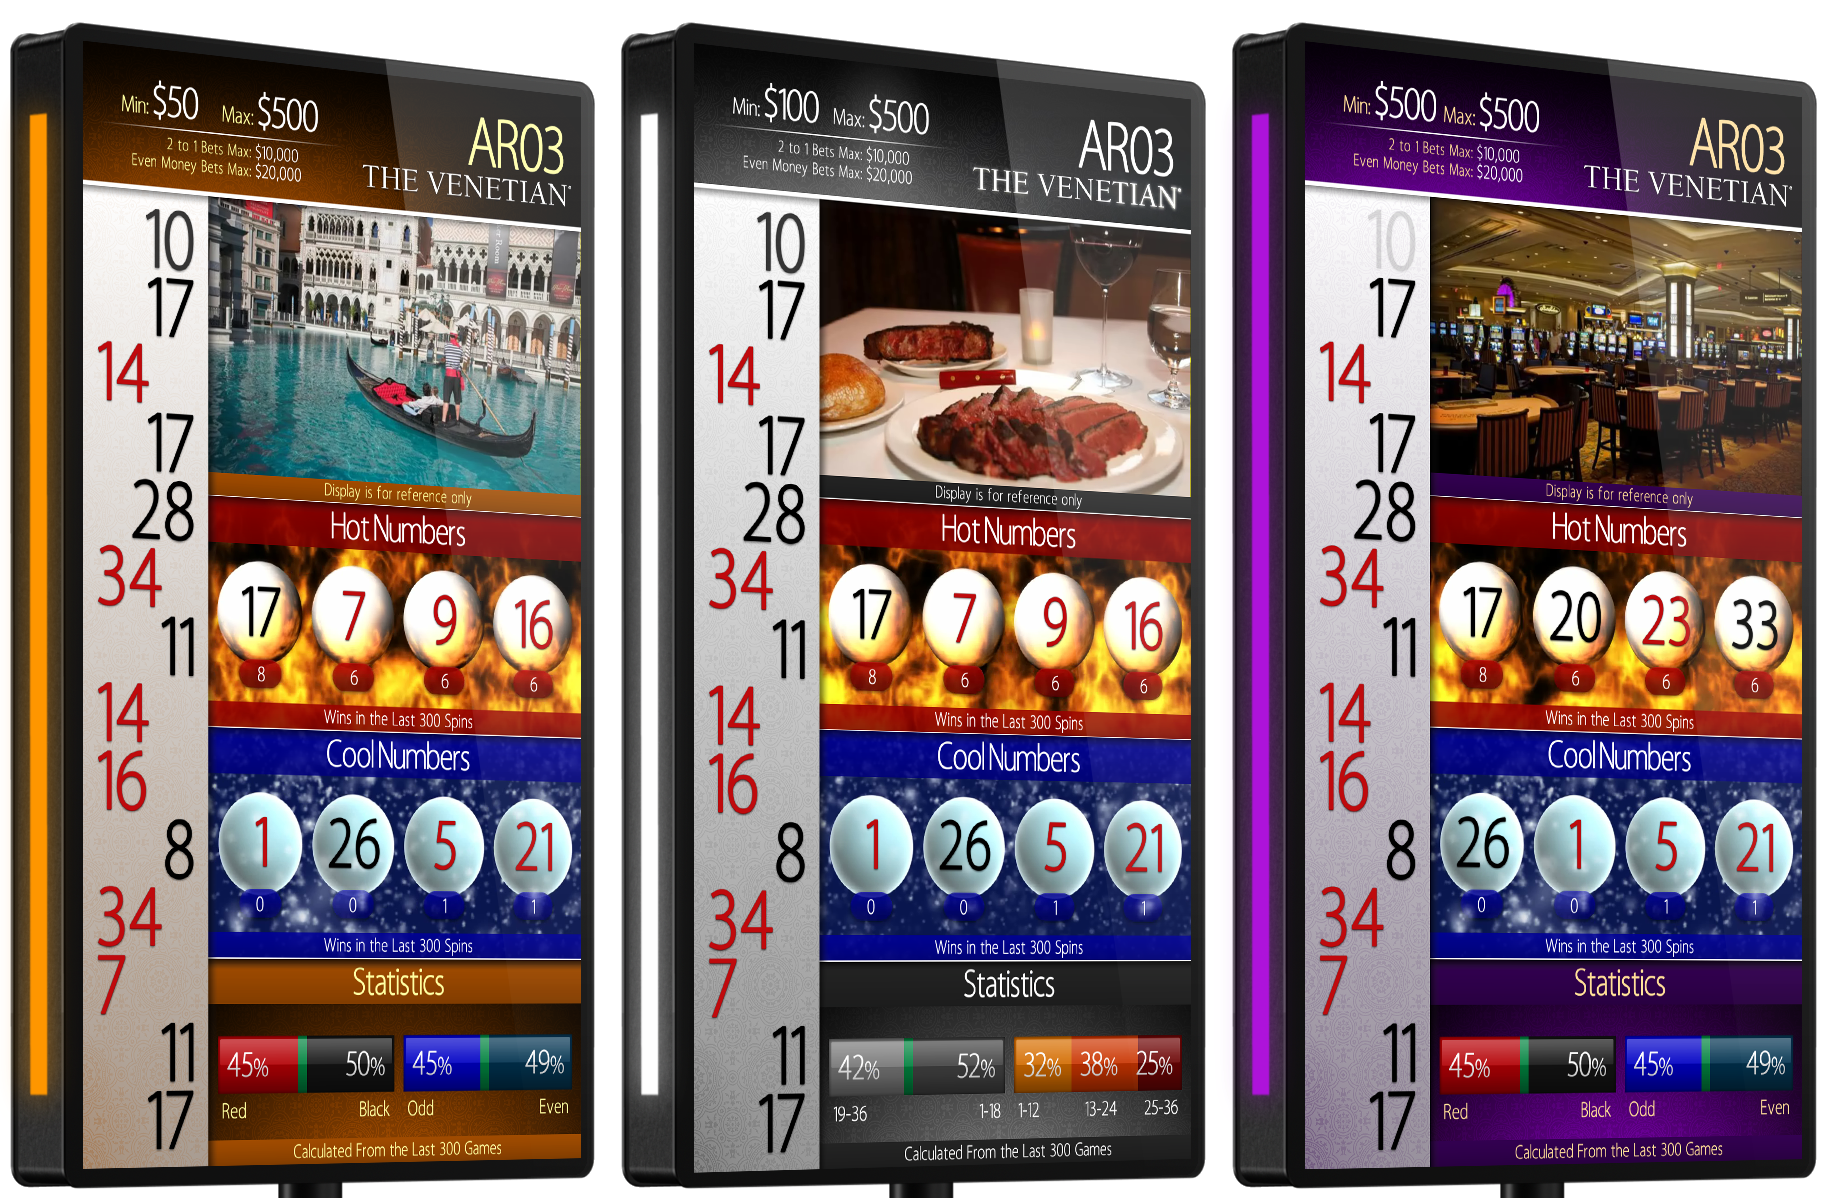 Min: $50 Max: $500
2 to 1 Bets Max: $10,000
Even Money Bets Max: $20,000
AR03
THE VENETIAN
10
17
14
17
28
34
11
14
16
8
34
7
11
17
Display is for reference only
Hot Numbers
17 7 9 16
8 6 6 6
Wins in the Last 300 Spins
Cool Numbers
1 26 5 21
0 0 1 1
Wins in the Last 300 Spins
Statistics
45% 50% 45% 49%
Red Black Odd Even
Calculated From the Last 300 Games
Min: $100 Max: $500
2 to 1 Bets Max: $10,000
Even Money Bets Max: $20,000
AR03
THE VENETIAN
10
17
14
17
28
34
11
14
16
8
34
7
11
17
Display is for reference only
Hot Numbers
17 7 9 16
8 6 6 6
Wins in the Last 300 Spins
Cool Numbers
1 26 5 21
0 0 1 1
Wins in the Last 300 Spins
Statistics
42% 52% 32% 38% 25%
19-36 1-18 1-12 13-24 25-36
Calculated From the Last 300 Games
Min: $500 Max: $500
2 to 1 Bets Max: $10,000
Even Money Bets Max: $20,000
AR03
THE VENETIAN
10
17
14
17
28
34
11
14
16
8
34
7
11
17
Display is for reference only
Hot Numbers
17 20 23 33
8 6 6 6
Wins in the Last 300 Spins
Cool Numbers
26 1 5 21
0 0 1 1
Wins in the Last 300 Spins
Statistics
45% 50% 45% 49%
Red Black Odd Even
Calculated From the Last 300 Games